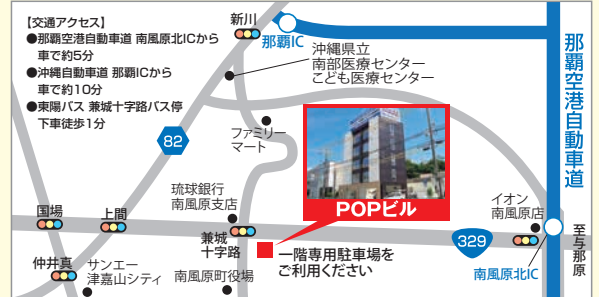 【交通アクセス】
●那覇空港自動車道 南風原北ICから
車で約5分
●沖縄自動車道 那覇ICから
車で約10分
●東陽バス 兼城十字路バス停
下車徒歩1分
新川
那覇IC
沖縄県立
南部医療センター
こども医療センター
那覇空港自動車道
82
ファミリー
マート
POPビル
琉球銀行
南風原支店
イオン
南風原店
国場
上間
兼城
十字路
一階専用駐車場を
ご利用ください
329
至与那原
仲井真
サンエー
津嘉山シティ
南風原町役場
南風原北IC